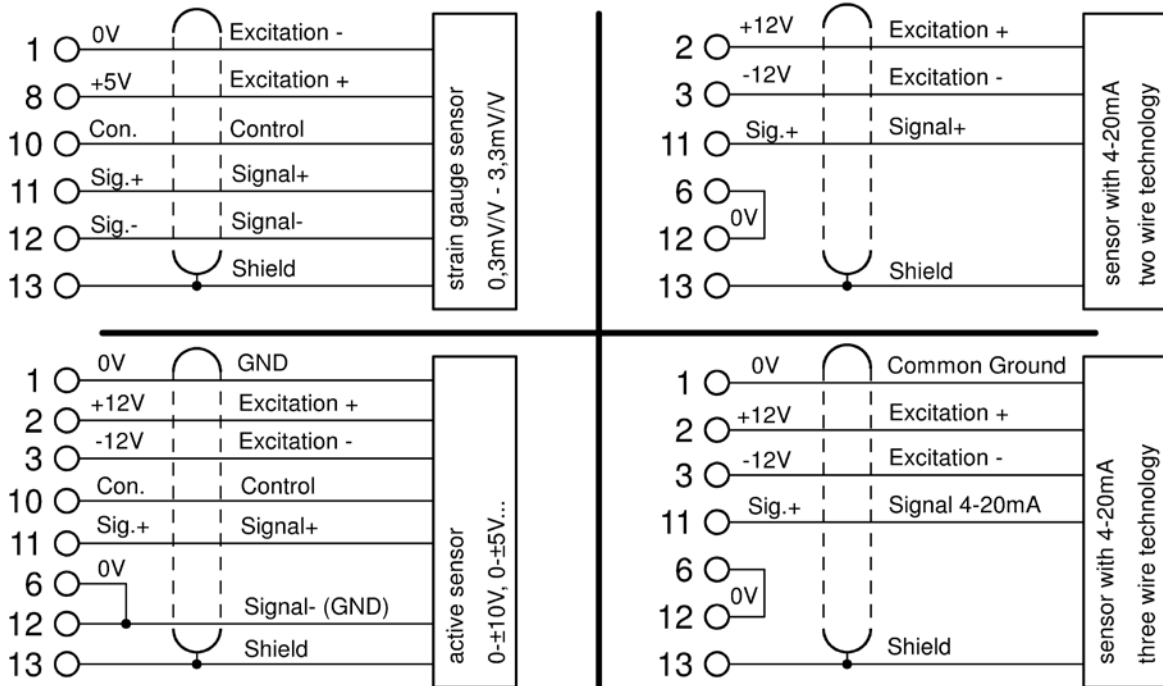 1 0V Excitation -
8 +5V Excitation +
10 Con. Control
11 Sig.+ Signal+
12 Sig.- Signal-
13 Shield
strain gauge sensor
0,3mV/V - 3,3mV/V
2 +12V Excitation +
3 -12V Excitation -
11 Sig.+ Signal+
6
0V
12
13 Shield
sensor with 4-20mA
two wire technology
1 0V GND
2 +12V Excitation +
3 -12V Excitation -
10 Con. Control
11 Sig.+ Signal+
6 0V
12 Signal- (GND)
13 Shield
active sensor
0-±10V, 0-±5V...
1 0V Common Ground
2 +12V Excitation +
3 -12V Excitation -
11 Sig.+ Signal 4-20mA
6
0V
12
13 Shield
sensor with 4-20mA
three wire technology